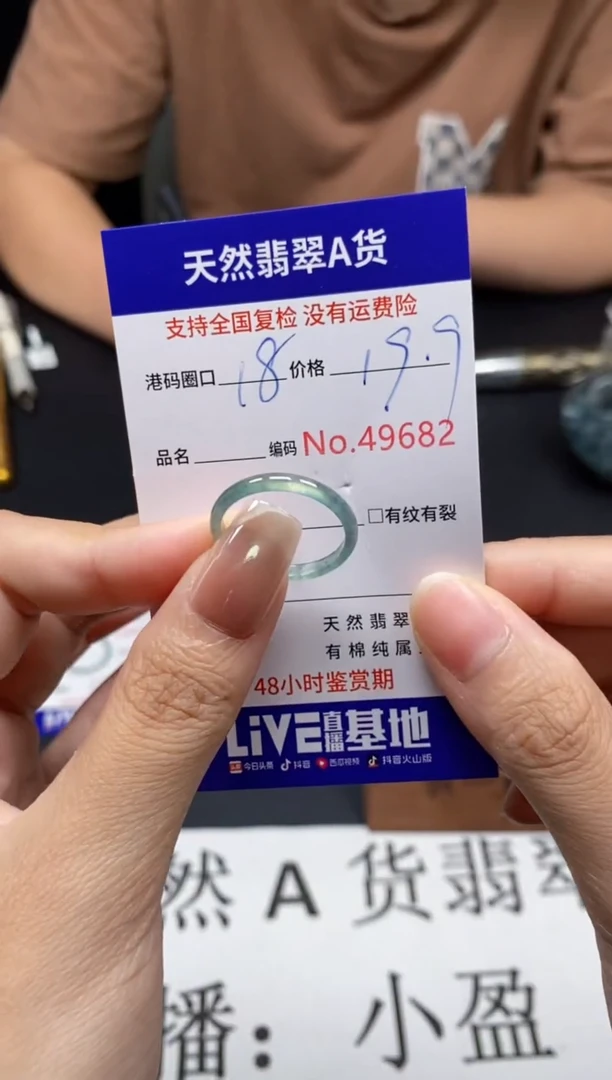 天然翡翠A货
支持全国复检 没有运费险
港码圈口 18 价格 19.9
品名 编码 No.49682
□有纹有裂
天然翡翠
有棉纯属
48小时鉴赏期
LiVE直播基地
今日头条 抖音 西瓜视频 抖音火山版
然 A 货翡翠
播：小盈